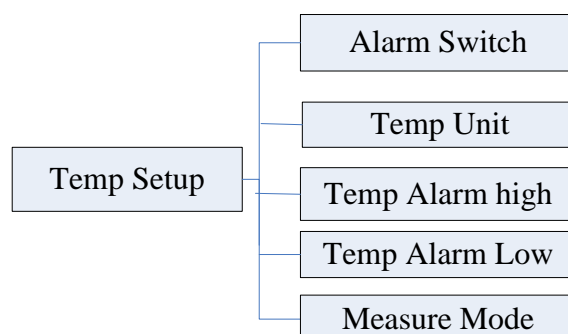 Alarm Switch
Temp Unit
Temp Setup
Temp Alarm high
Temp Alarm Low
Measure Mode